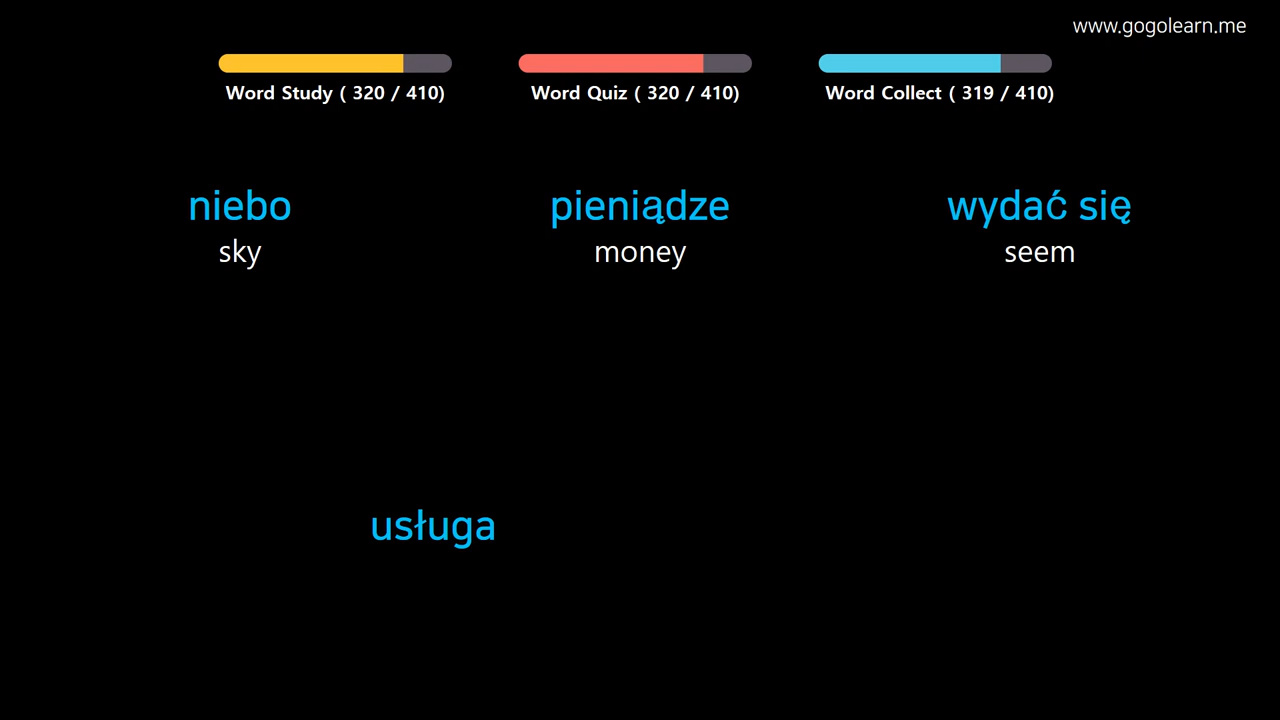 www.gogolearn.me
Word Study ( 320 / 410)
Word Quiz ( 320 / 410)
Word Collect ( 319 / 410)
niebo
sky
pieniądze
money
wydać się
seem
usługa